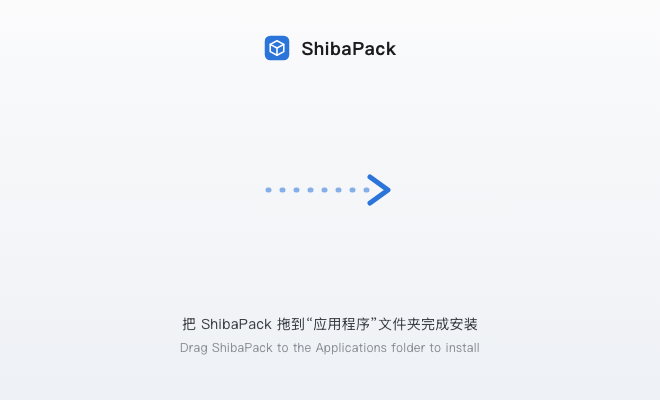 ShibaPack
把 ShibaPack 拖到“应用程序”文件夹完成安装
Drag ShibaPack to the Applications folder to install